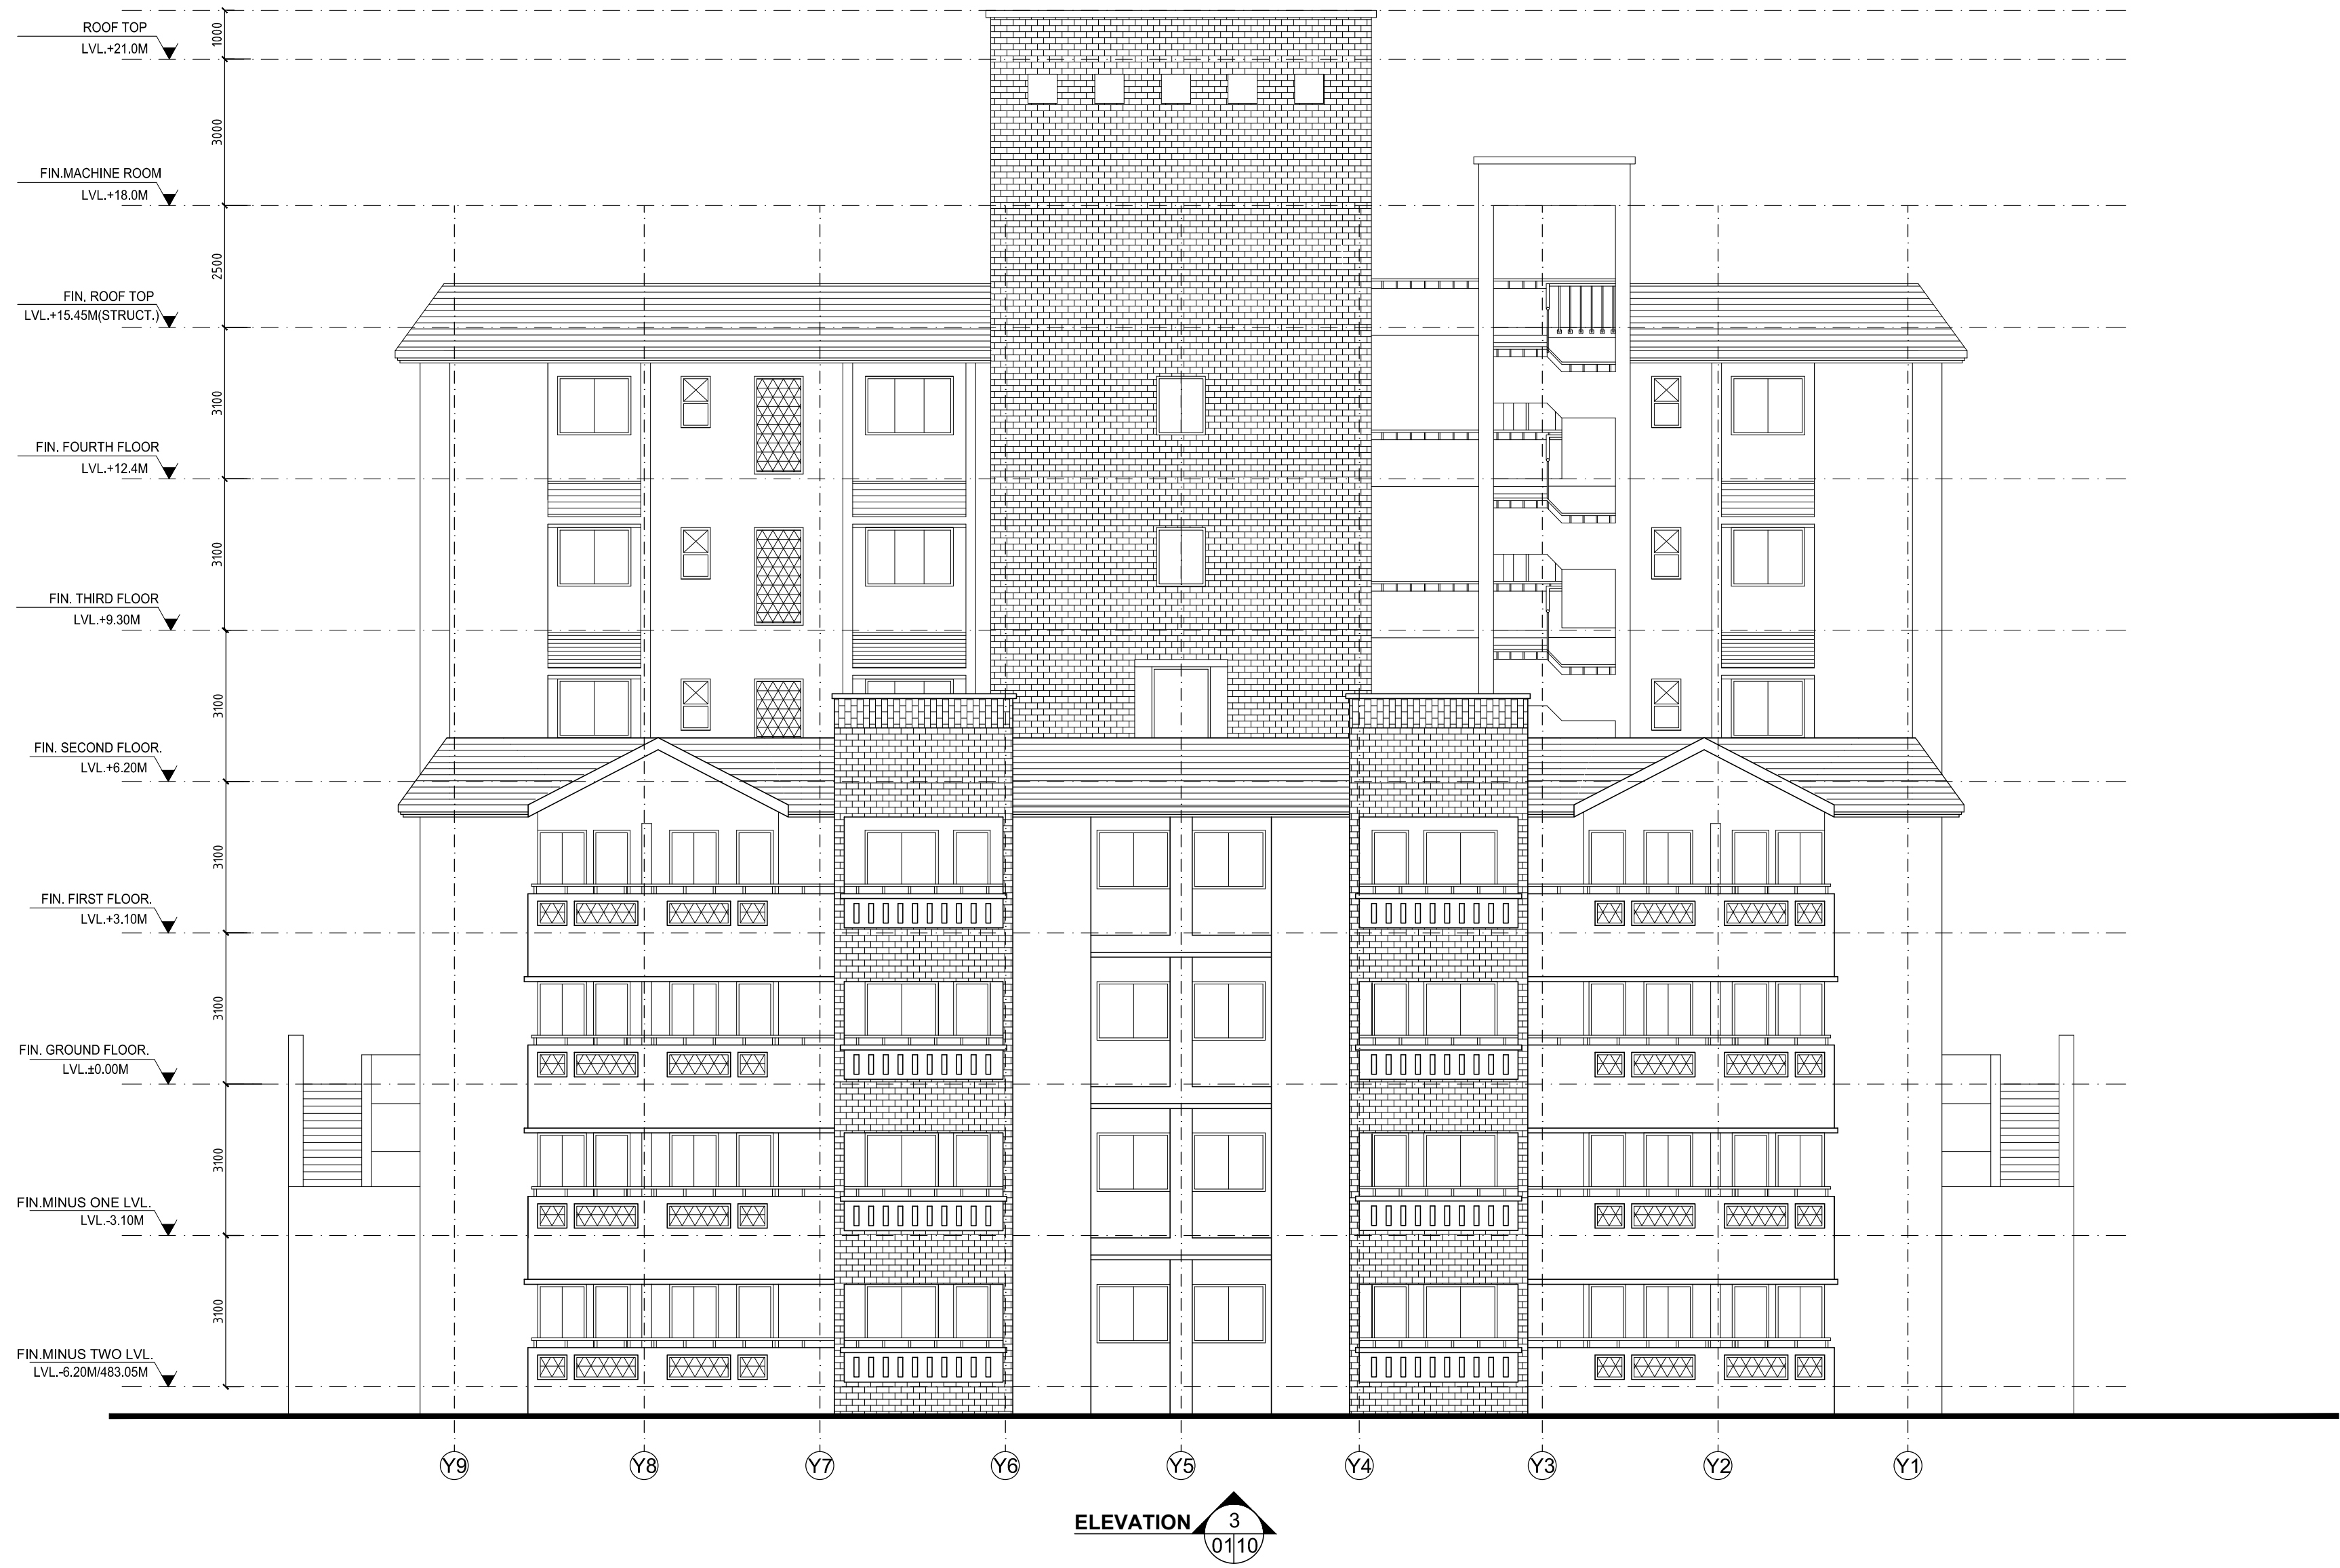 ROOF TOP
LVL.+21.0M
1000
3000
FIN.MACHINE ROOM
LVL.+18.0M
2500
FIN. ROOF TOP
LVL.+15.45M(STRUCT.)
3100
FIN. FOURTH FLOOR
LVL.+12.4M
3100
FIN. THIRD FLOOR
LVL.+9.30M
3100
FIN. SECOND FLOOR.
LVL.+6.20M
3100
FIN. FIRST FLOOR.
LVL.+3.10M
3100
FIN. GROUND FLOOR.
LVL.±0.00M
3100
FIN.MINUS ONE LVL.
LVL.-3.10M
3100
FIN.MINUS TWO LVL.
LVL.-6.20M/483.05M
Y9 Y8 Y7 Y6 Y5 Y4 Y3 Y2 Y1
ELEVATION
3
01 10